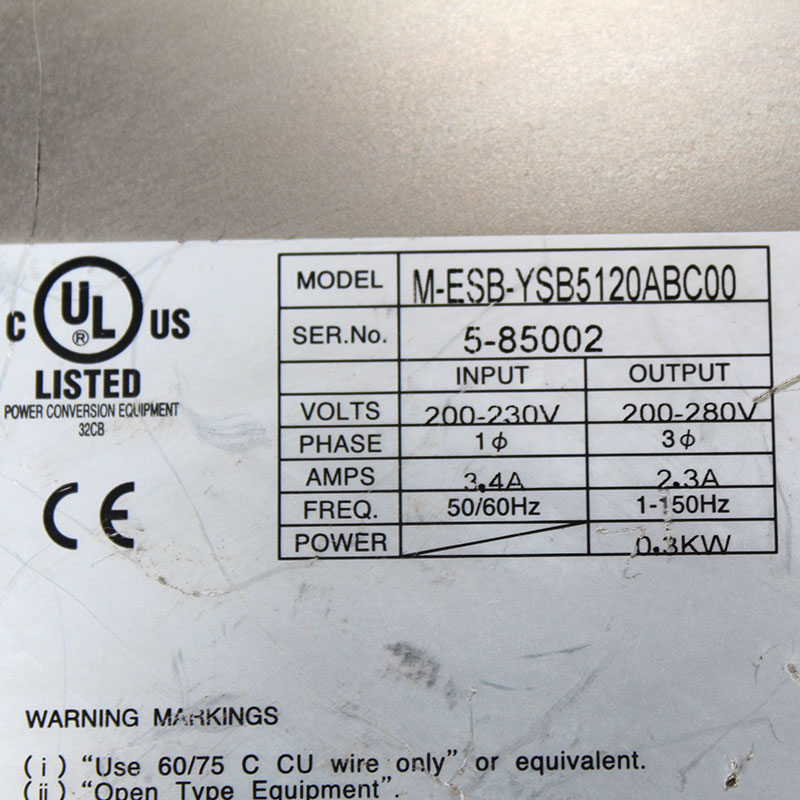 C UL ® US
LISTED
POWER CONVERSION EQUIPMENT
32CB
CE
MODEL M-ESB-YSB5120ABC00
SER.No. 5-85002
INPUT OUTPUT
VOLTS 200-230V 200-280V
PHASE 1φ 3φ
AMPS 3.4A 2.3A
FREQ. 50/60Hz 1-150Hz
POWER 0.3KW
WARNING MARKINGS
(i) “Use 60/75 C CU wire only” or equivalent.
(ii) “Open Type Equipment”.